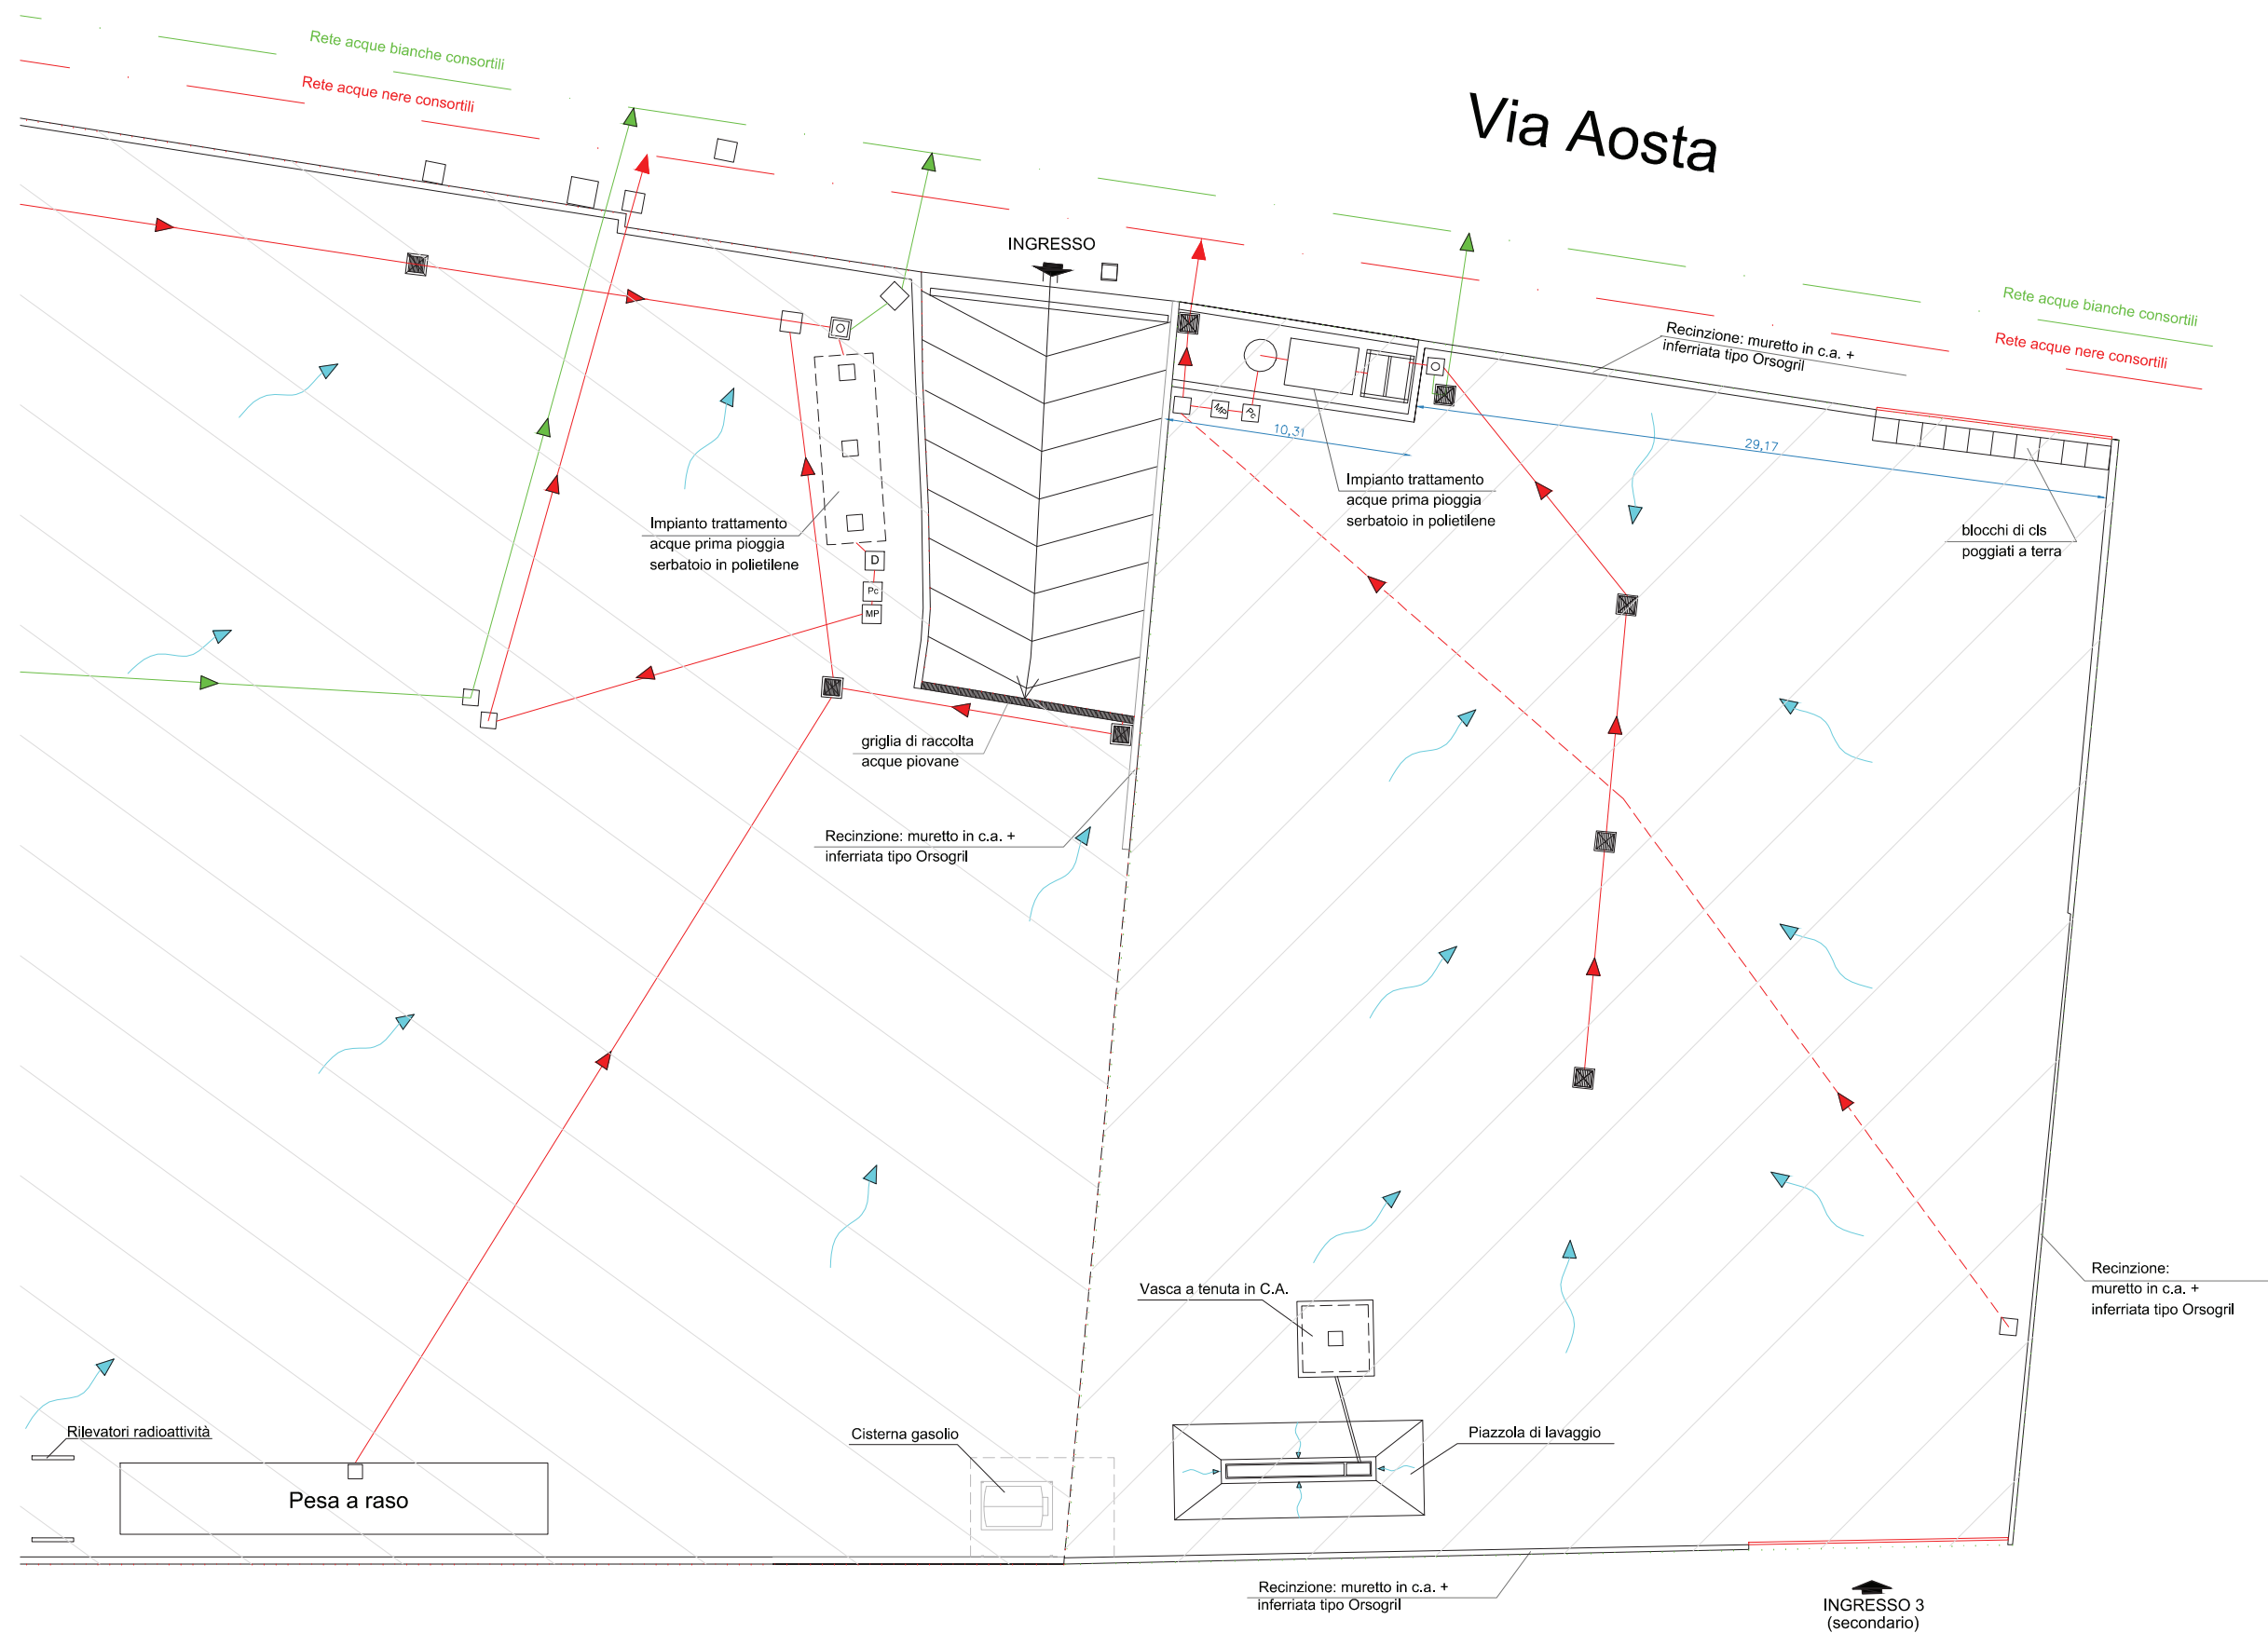 Rete acque bianche consortili
Rete acque nere consortili
Via Aosta
INGRESSO
Rete acque bianche consortili
Rete acque nere consortili
Recinzione: muretto in c.a. +
inferriata tipo Orsogril
MP
Pc
10,31
29,17
Impianto trattamento
acque prima pioggia
serbatoio in polietilene
Impianto trattamento
acque prima pioggia
serbatoio in polietilene
blocchi di cls
poggiati a terra
D
Pc
MP
griglia di raccolta
acque piovane
Recinzione: muretto in c.a. +
inferriata tipo Orsogril
Recinzione:
muretto in c.a. +
inferriata tipo Orsogril
Vasca a tenuta in C.A.
Rilevatori radioattività
Cisterna gasolio
Piazzola di lavaggio
Pesa a raso
Recinzione: muretto in c.a. +
inferriata tipo Orsogril
INGRESSO 3
(secondario)